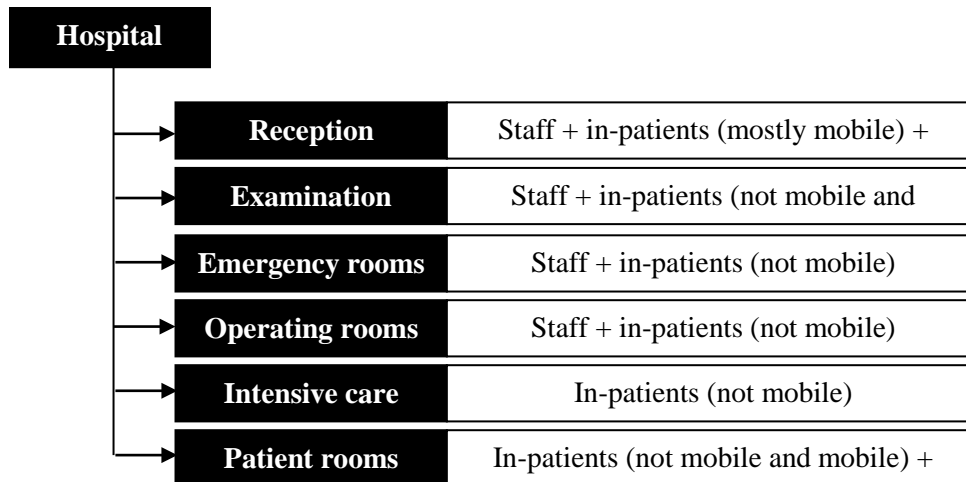 Hospital
Reception Staff + in-patients (mostly mobile) +
Examination Staff + in-patients (not mobile and
Emergency rooms Staff + in-patients (not mobile)
Operating rooms Staff + in-patients (not mobile)
Intensive care In-patients (not mobile)
Patient rooms In-patients (not mobile and mobile) +